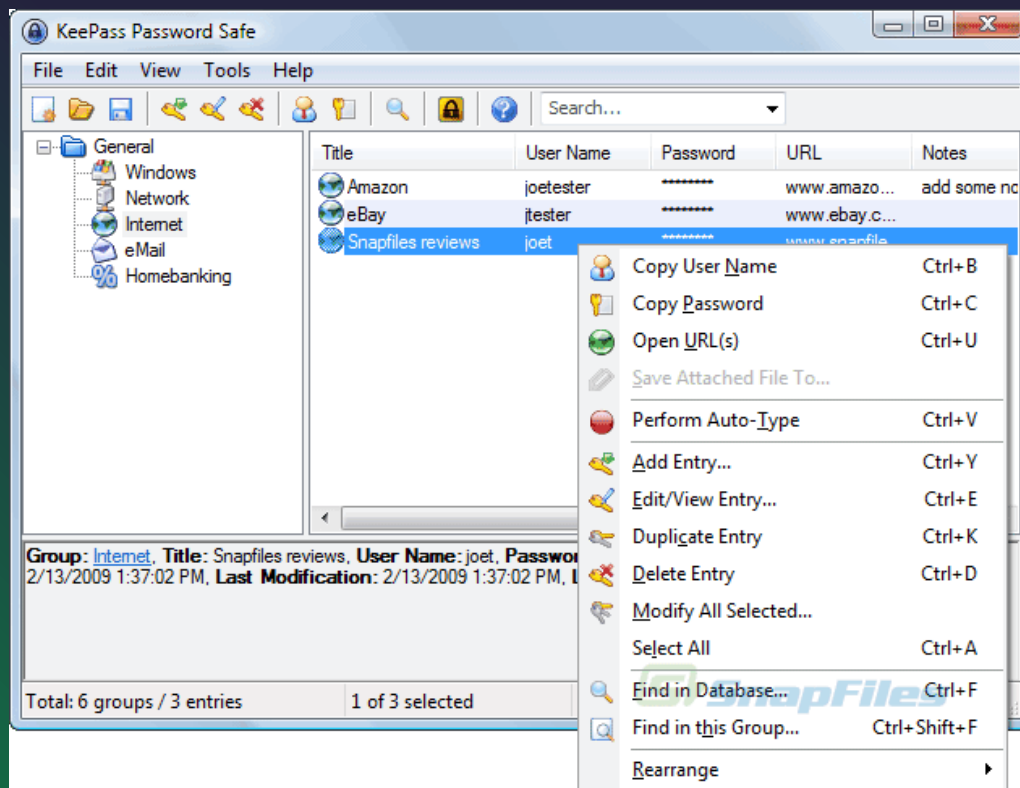 KeePass Password Safe
File Edit View Tools Help
Search...
General
Windows
Network
Internet
eMail
Homebanking
Title User Name Password URL Notes
Amazon joetester ******** www.amazo... add some no
eBay jtester ******** www.ebay.c...
Snapfiles reviews joet ******** www.snapfile
Copy User Name Ctrl+B
Copy Password Ctrl+C
Open URL(s) Ctrl+U
Save Attached File To...
Perform Auto-Type Ctrl+V
Add Entry... Ctrl+Y
Edit/View Entry... Ctrl+E
Duplicate Entry Ctrl+K
Delete Entry Ctrl+D
Modify All Selected...
Select All Ctrl+A
Find in Database... Ctrl+F
Find in this Group... Ctrl+Shift+F
Rearrange
Group: Internet, Title: Snapfiles reviews, User Name: joet, Passwor
2/13/2009 1:37:02 PM, Last Modification: 2/13/2009 1:37:02 PM, L
Total: 6 groups / 3 entries 1 of 3 selected
SnapFiles